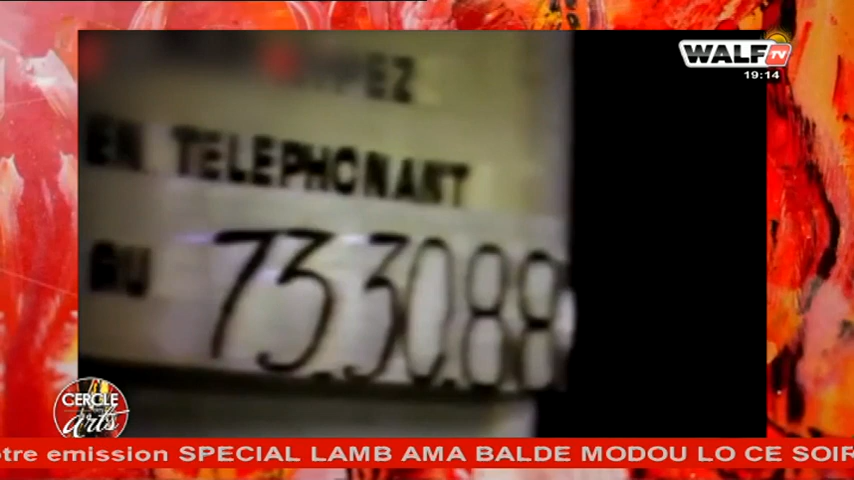 WALF TV
19:14
EN TELEPHONANT
AU 73.30.88
CERCLE
arts
otre emission SPECIAL LAMB AMA BALDE MODOU LO CE SOIR